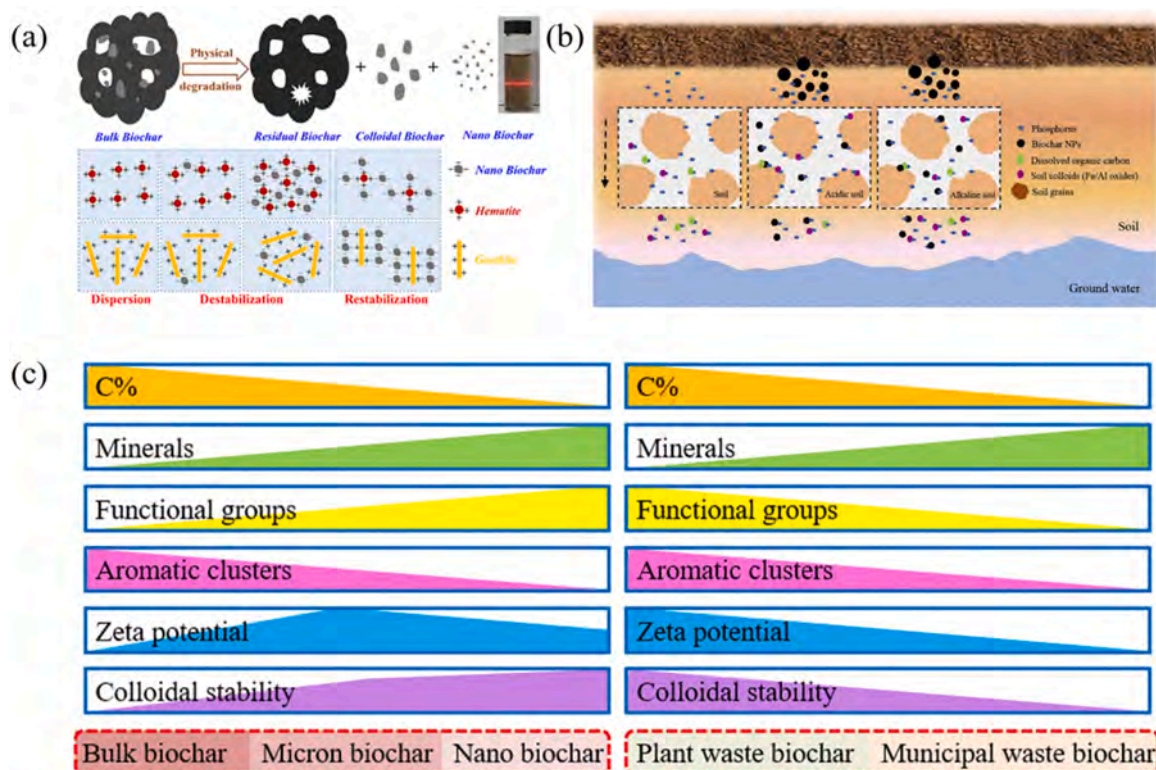 (a)
Physical
degradation
+
+
Bulk Biochar
Residual Biochar
Colloidal Biochar
Nano Biochar
Nano Biochar
Hematite
Goethite
Dispersion
Destabilization
Restabilization
(b)
Soil
Acidic soil
Alkaline soil
Phosphorus
Biochar NPs
Dissolved organic carbon
Soil colloids (Fe/Al oxides)
Soil grains
Soil
Ground water
(c)
C%
Minerals
Functional groups
Aromatic clusters
Zeta potential
Colloidal stability
Bulk biochar
Micron biochar
Nano biochar
C%
Minerals
Functional groups
Aromatic clusters
Zeta potential
Colloidal stability
Plant waste biochar
Municipal waste biochar